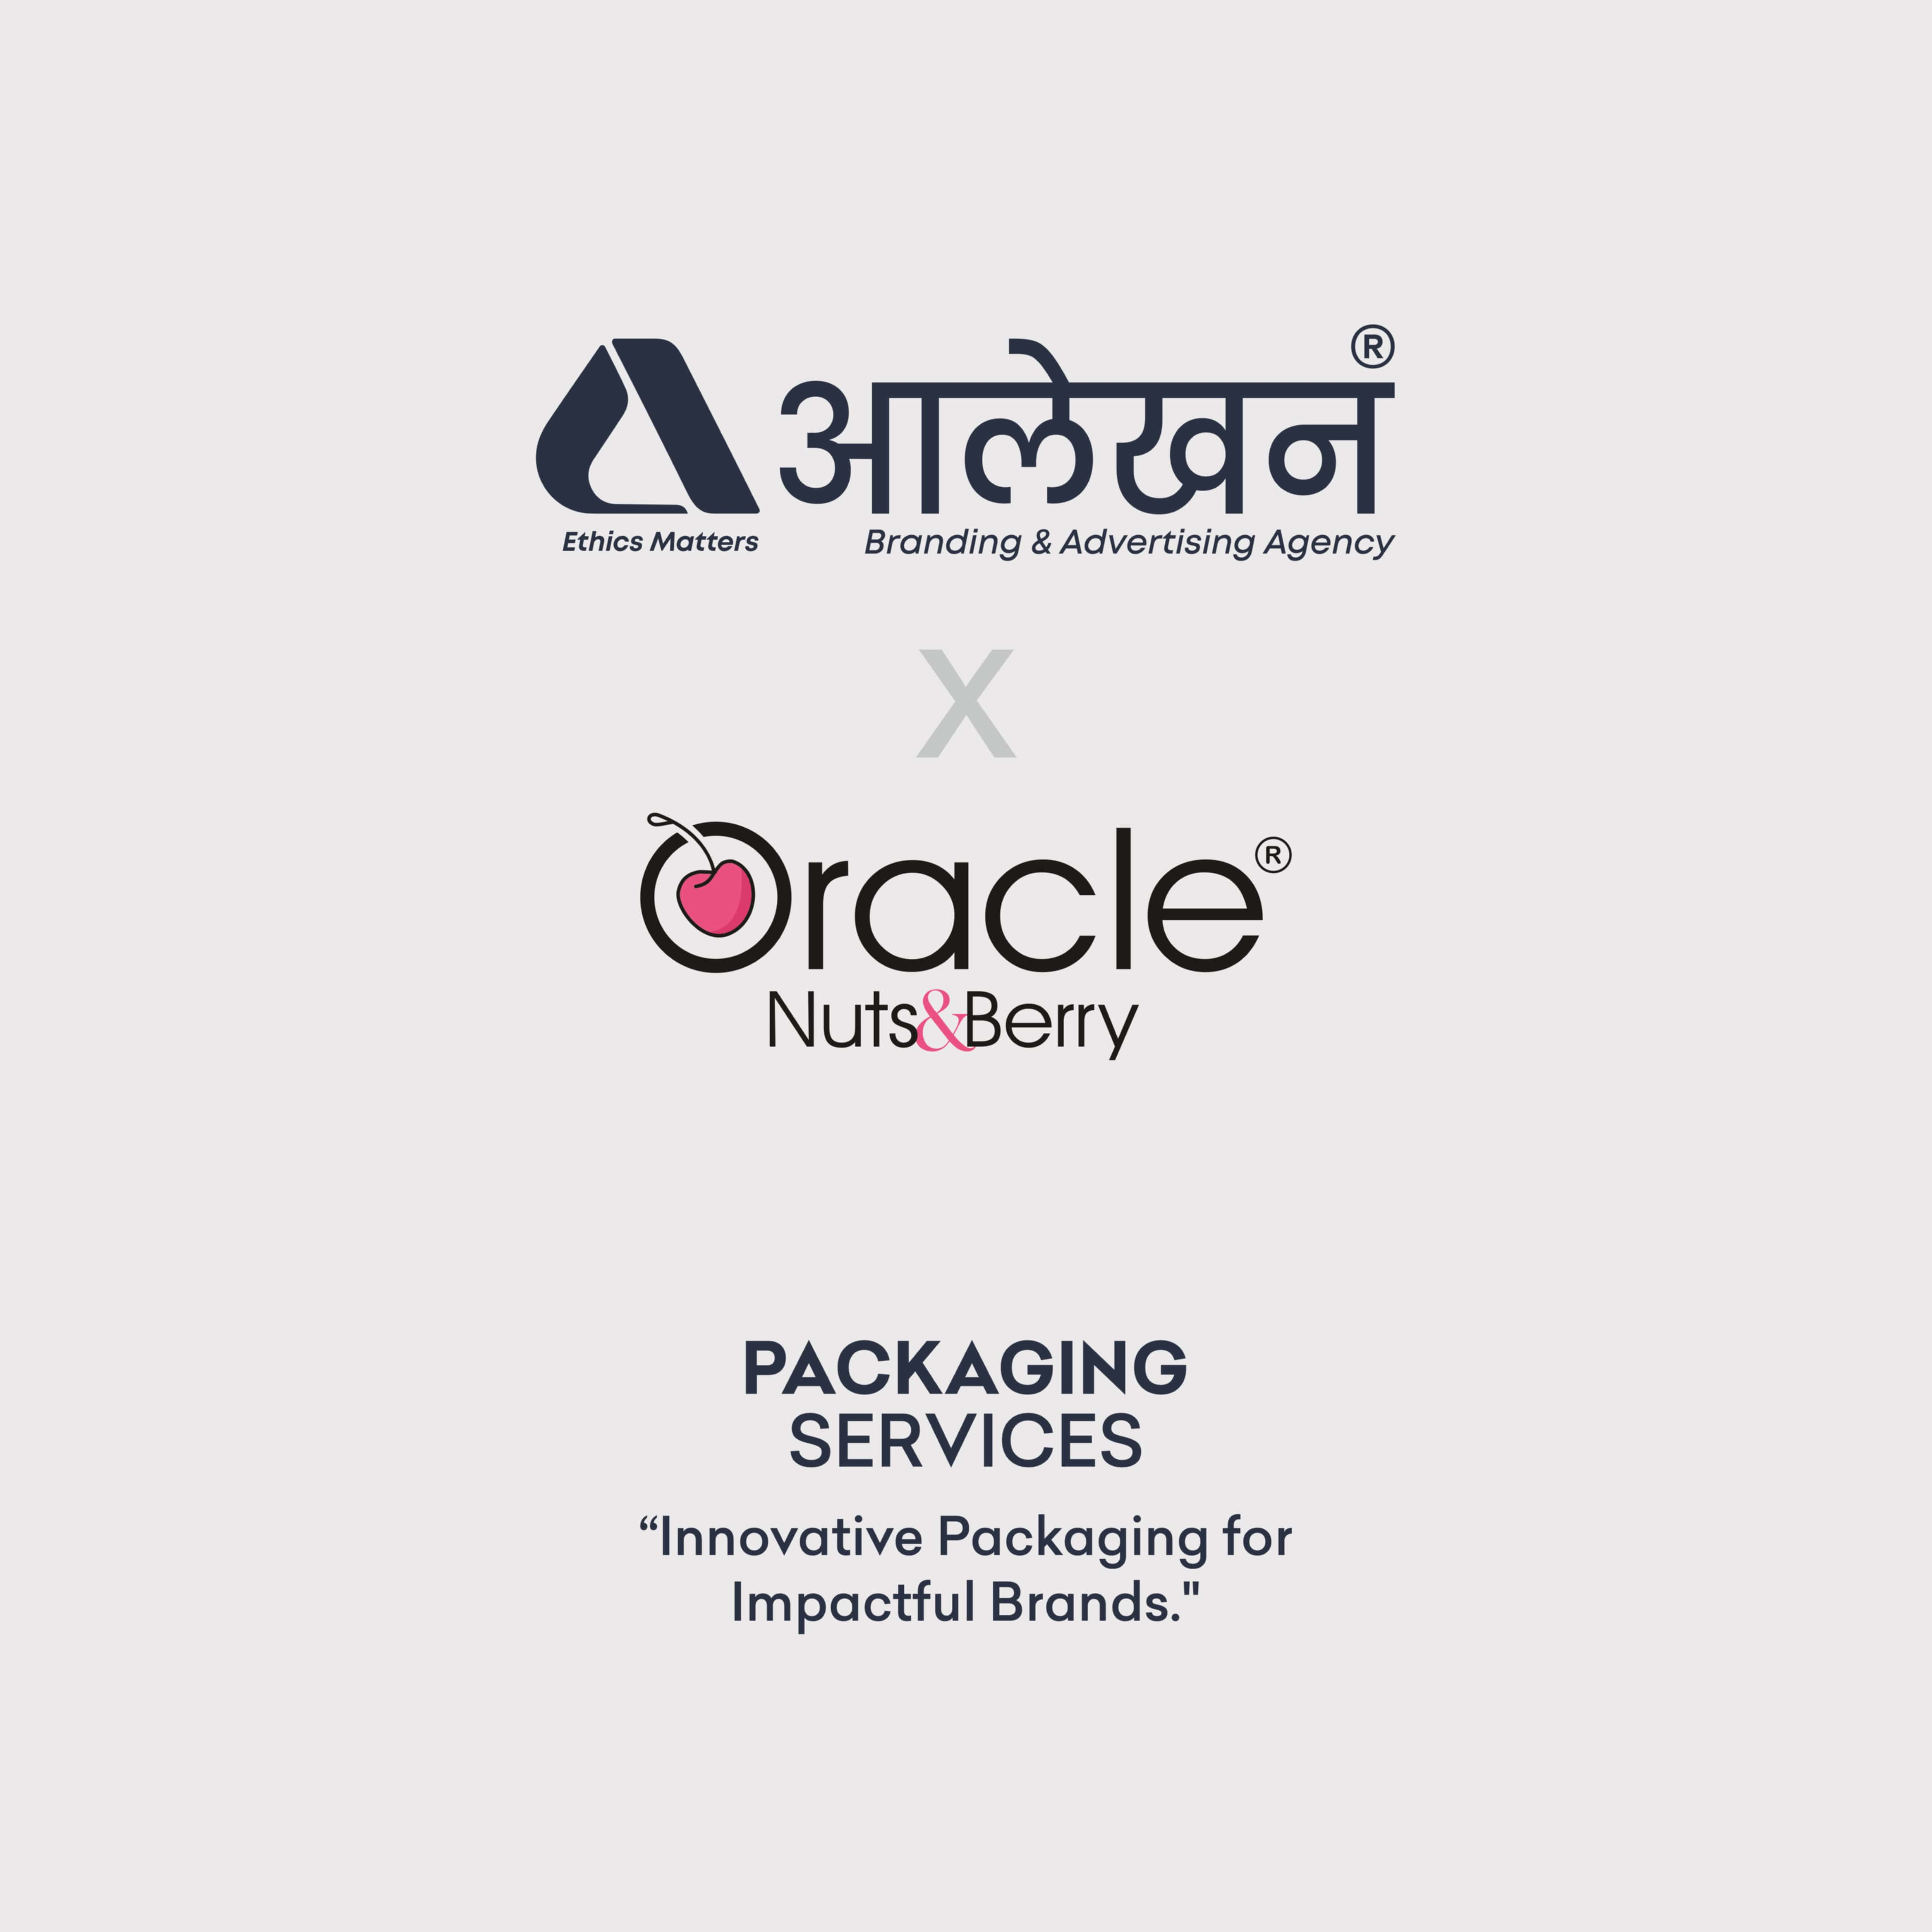 आलेखन®
Ethics Matters Branding & Advertising Agency
X
Oracle®
Nuts&Berry
PACKAGING
SERVICES
“Innovative Packaging for
Impactful Brands."